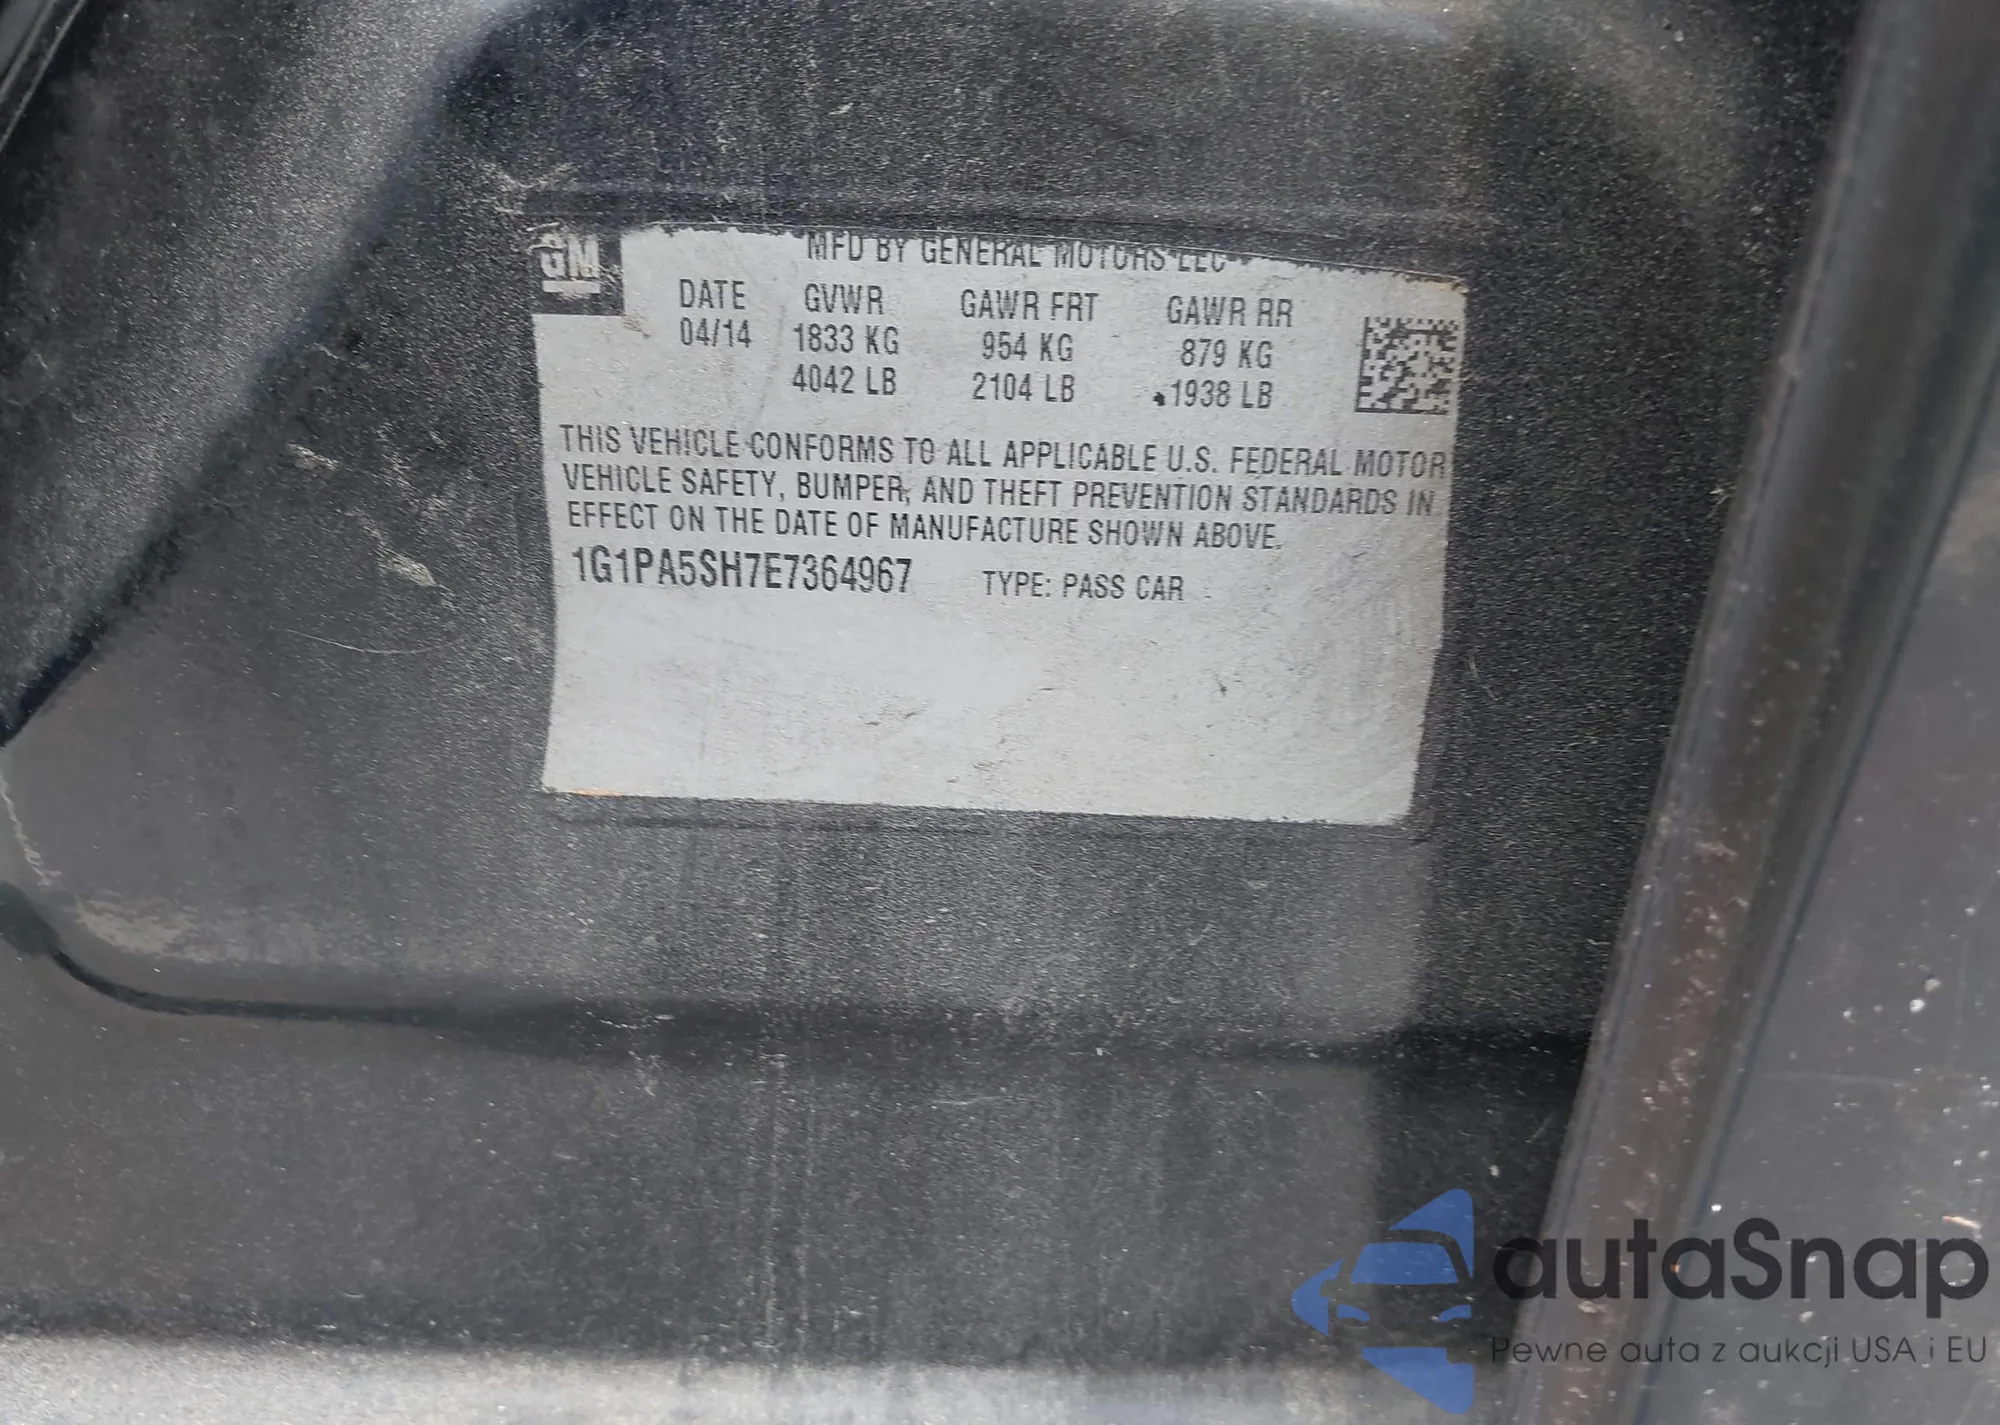 GM
MFD BY GENERAL MOTORS LLC
DATE GVWR GAWR FRT GAWR RR
04/14 1833 KG 954 KG 879 KG
4042 LB 2104 LB 1938 LB
THIS VEHICLE CONFORMS TO ALL APPLICABLE U.S. FEDERAL MOTOR
VEHICLE SAFETY, BUMPER, AND THEFT PREVENTION STANDARDS IN
EFFECT ON THE DATE OF MANUFACTURE SHOWN ABOVE.
1G1PA5SH7E7364967 TYPE: PASS CAR
autaSnap
Pewne auta z aukcji USA i EU